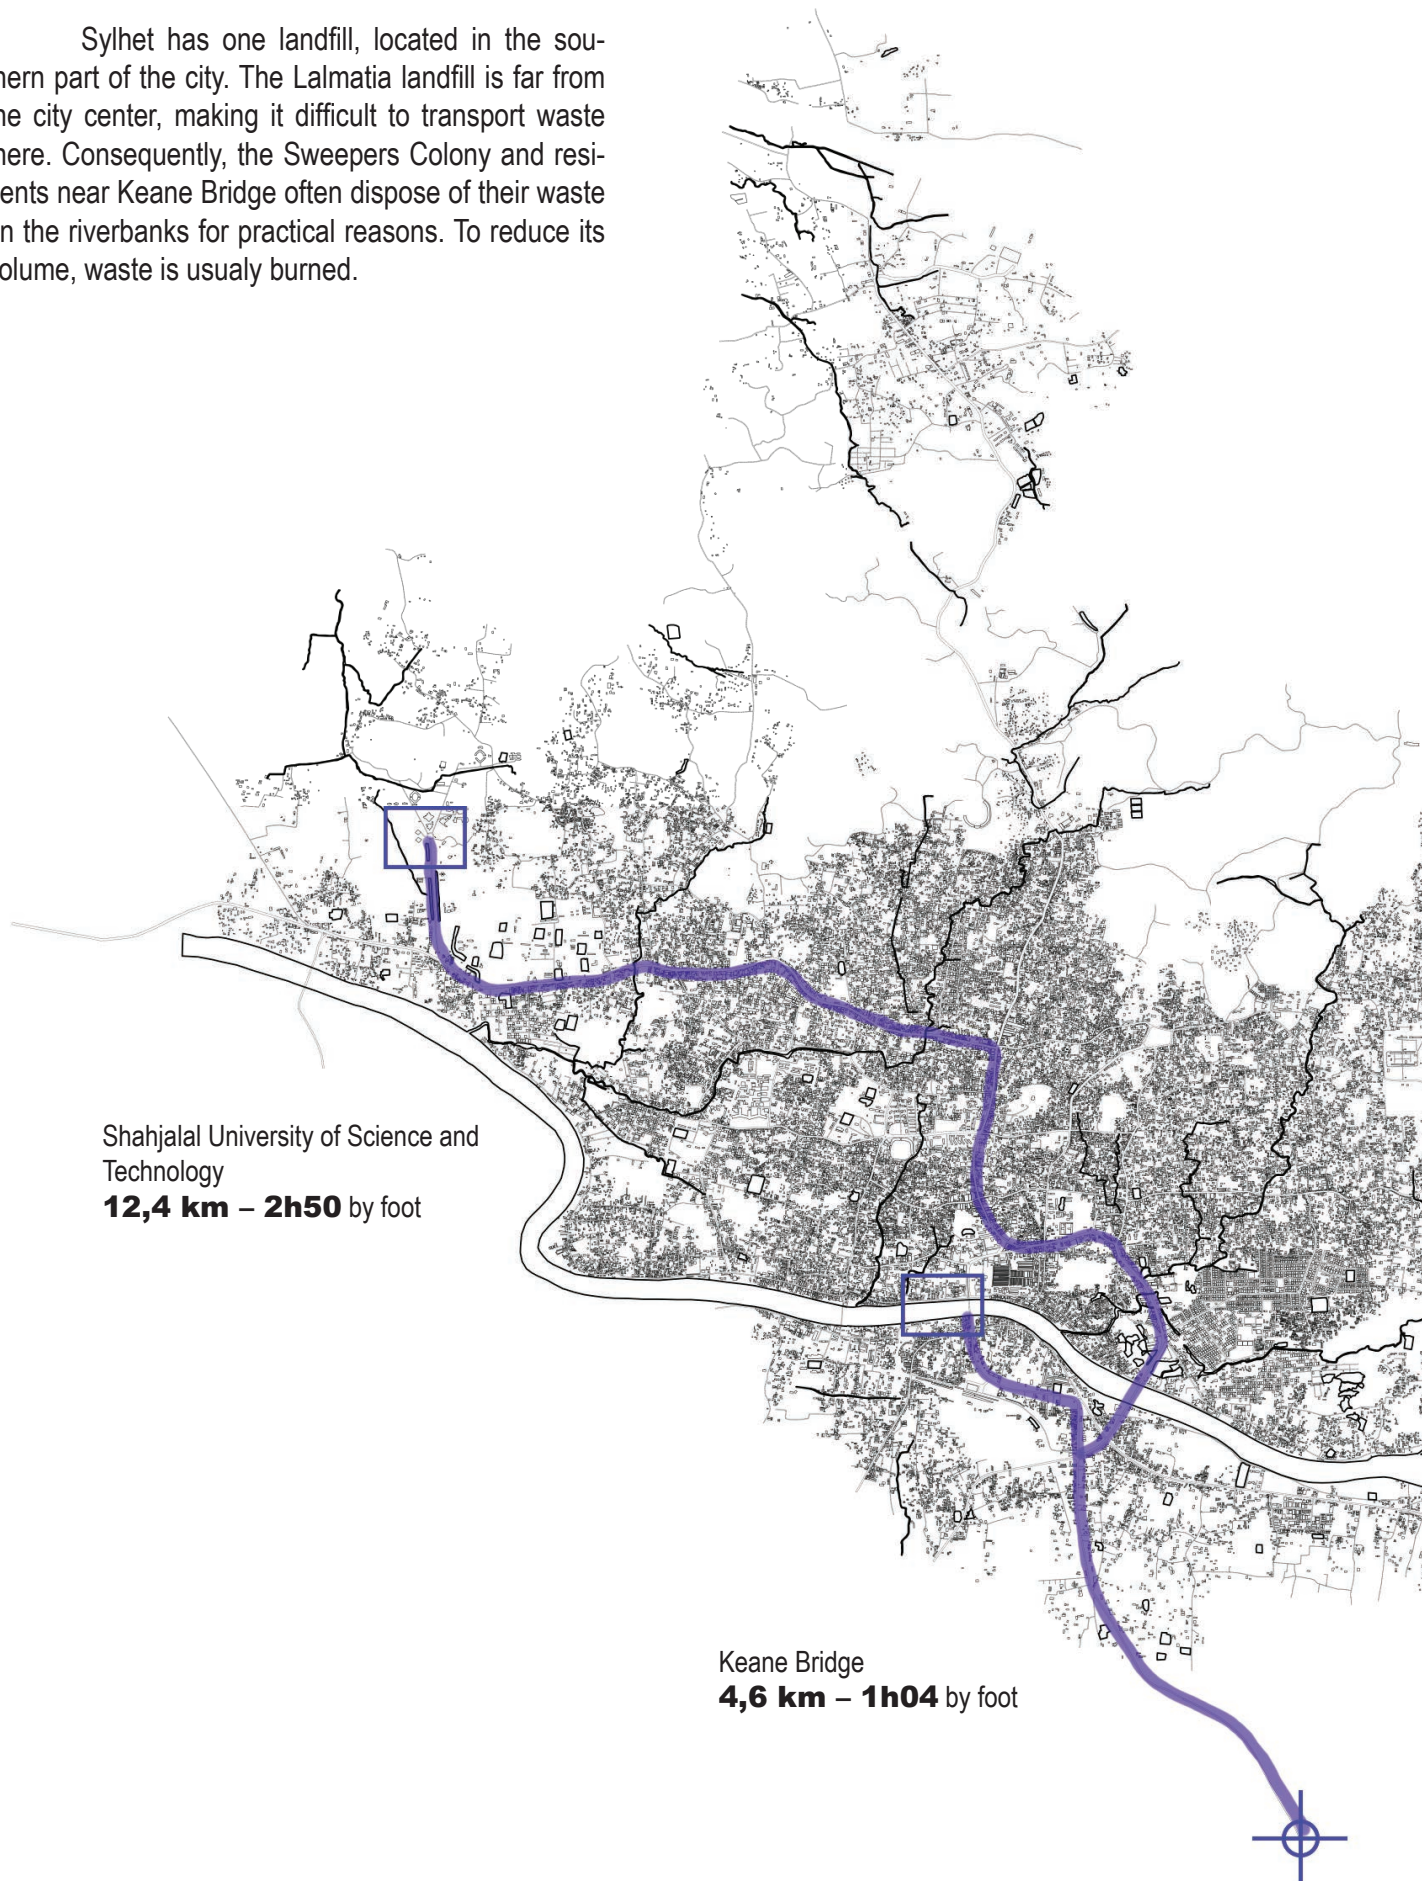 Sylhet has one landfill, located in the sou-
hern part of the city. The Lalmatia landfill is far from
he city center, making it difficult to transport waste
here. Consequently, the Sweepers Colony and resi-
ents near Keane Bridge often dispose of their waste
n the riverbanks for practical reasons. To reduce its
olume, waste is usualy burned.
Shahjalal University of Science and
Technology
12,4 km – 2h50 by foot
Keane Bridge
4,6 km – 1h04 by foot